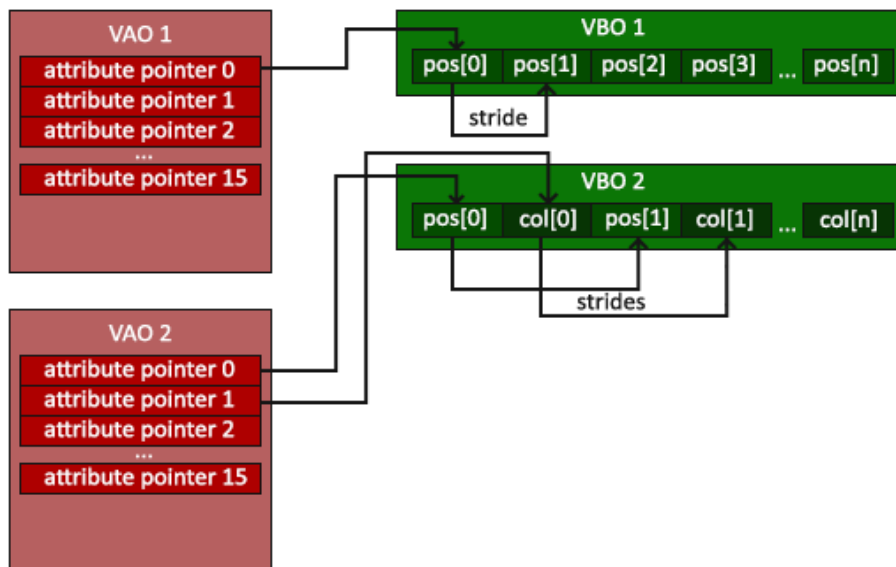 VAO 1
attribute pointer 0
attribute pointer 1
attribute pointer 2
...
attribute pointer 15
VBO 1
pos[0] pos[1] pos[2] pos[3] ... pos[n]
stride
VBO 2
pos[0] col[0] pos[1] col[1] ... col[n]
strides
VAO 2
attribute pointer 0
attribute pointer 1
attribute pointer 2
...
attribute pointer 15